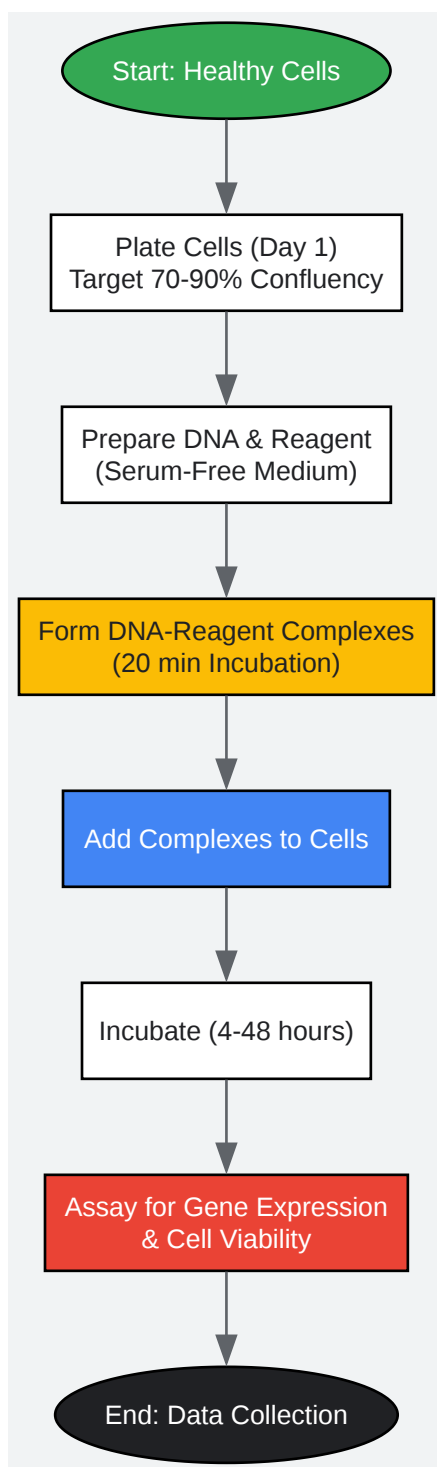 Start: Healthy Cells
Plate Cells (Day 1)
Target 70-90% Confluency
Prepare DNA & Reagent
(Serum-Free Medium)
Form DNA-Reagent Complexes
(20 min Incubation)
Add Complexes to Cells
Incubate (4-48 hours)
Assay for Gene Expression
& Cell Viability
End: Data Collection